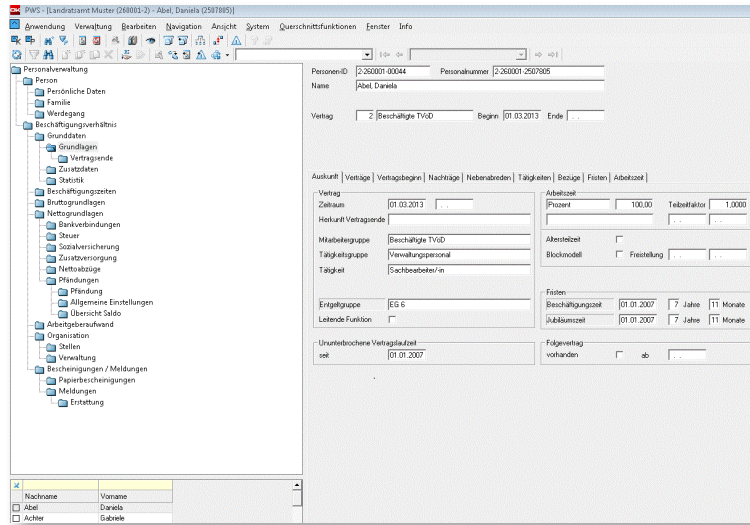 PWS - [Landratsamt Muster (260001-2) - Abel, Daniela (2507805)]
Anwendung Verwaltung Bearbeiten Navigation Ansicht System Querschnittsfunktionen Fenster Info
Personalverwaltung
Person
Persönliche Daten
Familie
Werdegang
Beschäftigungsverhältnis
Grunddaten
Grundlagen
Vertragsende
Zusatzdaten
Statistik
Beschäftigungszeiten
Bruttogrundlagen
Nettogrundlagen
Bankverbindungen
Steuer
Sozialversicherung
Zusatzversorgung
Nettoabzüge
Pfändungen
Pfändung
Allgemeine Einstellungen
Übersicht Saldo
Arbeitgeberaufwand
Organisation
Stellen
Verwaltung
Bescheinigungen / Meldungen
Papierbescheinigungen
Meldungen
Erstattung
Nachname Vorname
Abel Daniela
Achter Gabriele
Personen-ID 2-260001-00044 Personalnummer 2-260001-2507805
Name Abel, Daniela
Vertrag 2 Beschäftigte TVöD Beginn 01.03.2013 Ende . .
Auskunft Verträge Vertragsbeginn Nachträge Nebenabreden Tätigkeiten Bezüge Fristen Arbeitszeit
Vertrag
Zeitraum 01.03.2013 . .
Herkunft Vertragsende
Mitarbeitergruppe Beschäftigte TVöD
Tätigkeitsgruppe Verwaltungspersonal
Tätigkeit Sachbearbeiter/-in
Entgeltgruppe EG 6
Leitende Funktion
Ununterbrochene Vertragslaufzeit
seit 01.01.2007
Arbeitszeit
Prozent 100,00 Teilzeitfaktor 1,0000
. . . .
Altersteilzeit
Blockmodell Freistellung . . . .
Fristen
Beschäftigungszeit 01.01.2007 7 Jahre 11 Monate
Jubiläumszeit 01.01.2007 7 Jahre 11 Monate
Folgevertrag
vorhanden ab . .